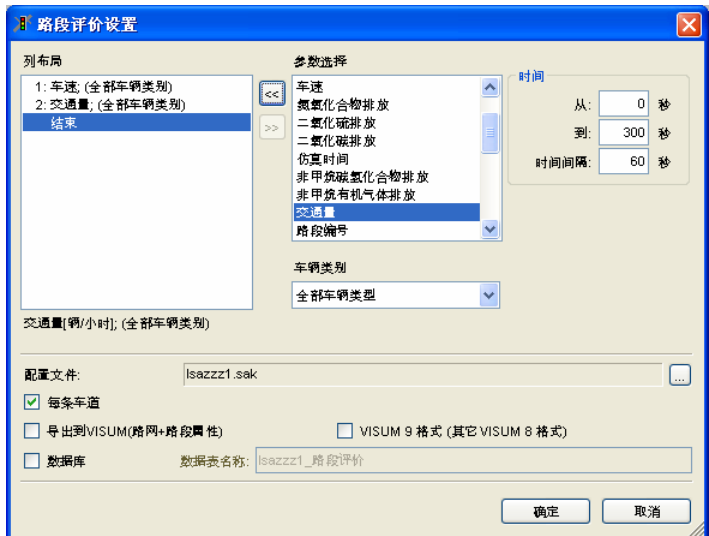 路段评价设置
列布局
1: 车速; (全部车辆类别)
2: 交通量; (全部车辆类别)
结束
<<
>>
参数选择
车速
氮氧化合物排放
二氧化硫排放
二氧化碳排放
仿真时间
非甲烷碳氢化合物排放
非甲烷有机气体排放
交通量
路段编号
时间
从: 0 秒
到: 300 秒
时间间隔: 60 秒
车辆类别
全部车辆类型
交通量[辆/小时]; (全部车辆类别)
配置文件: lsazzz1.sak ...
每条车道
导出到VISUM(路网+路段属性)
VISUM 9 格式 (其它 VISUM 8 格式)
数据库 数据表名称: lsazzz1_路段评价
确定 取消